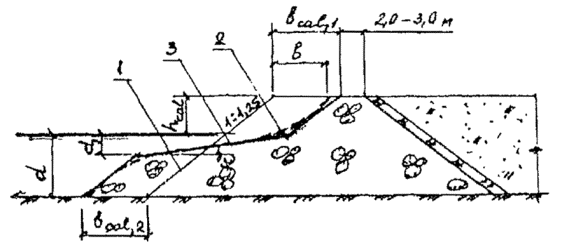 b cal,1
2,0-3,0 м
b
1
3
2
h cal
1=1,25
d
d
b cal,2